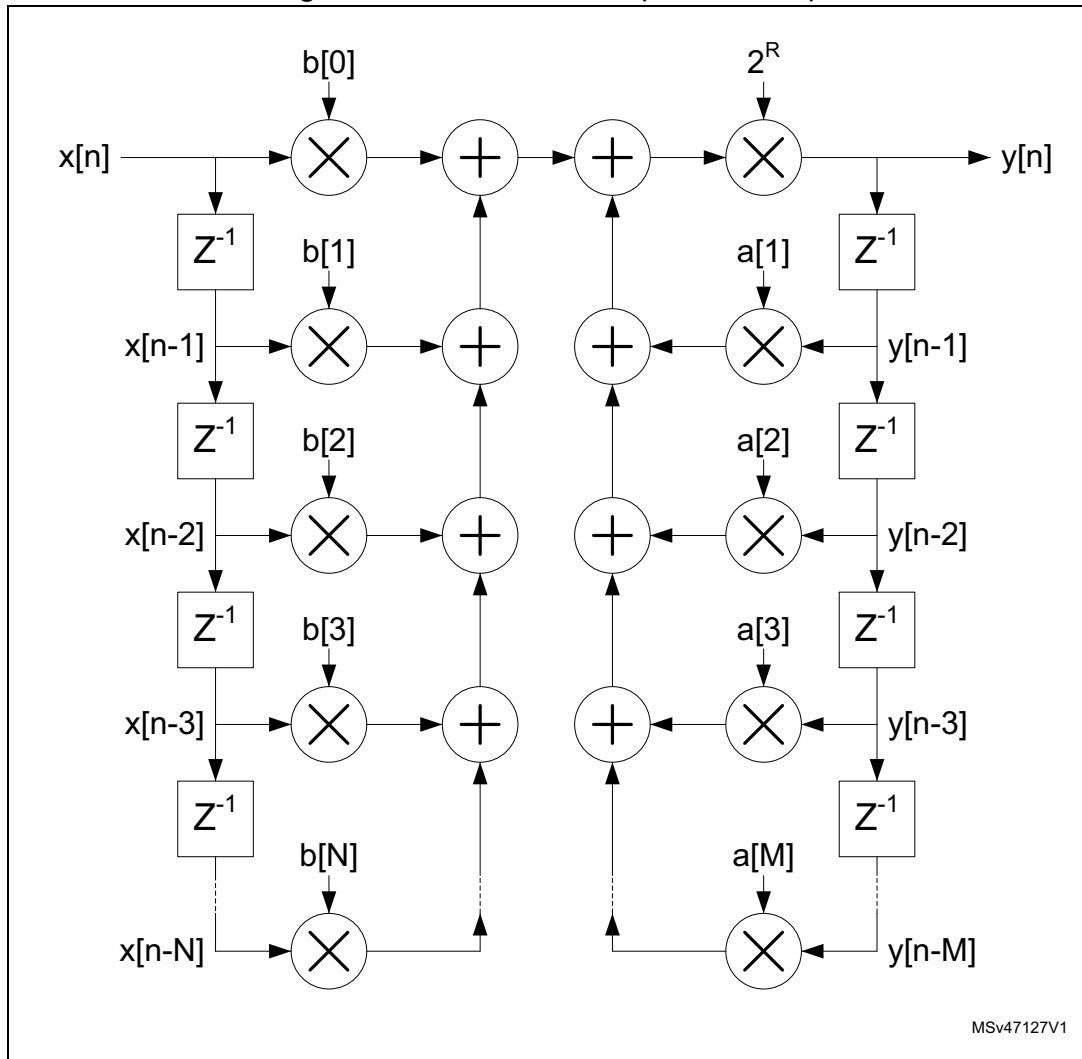 b[0] 2^R
x[n] y[n]
Z^-1 Z^-1
b[1] a[1]
x[n-1] y[n-1]
Z^-1 Z^-1
b[2] a[2]
x[n-2] y[n-2]
Z^-1 Z^-1
b[3] a[3]
x[n-3] y[n-3]
Z^-1 Z^-1
b[N] a[M]
x[n-N] y[n-M]
MSv47127V1